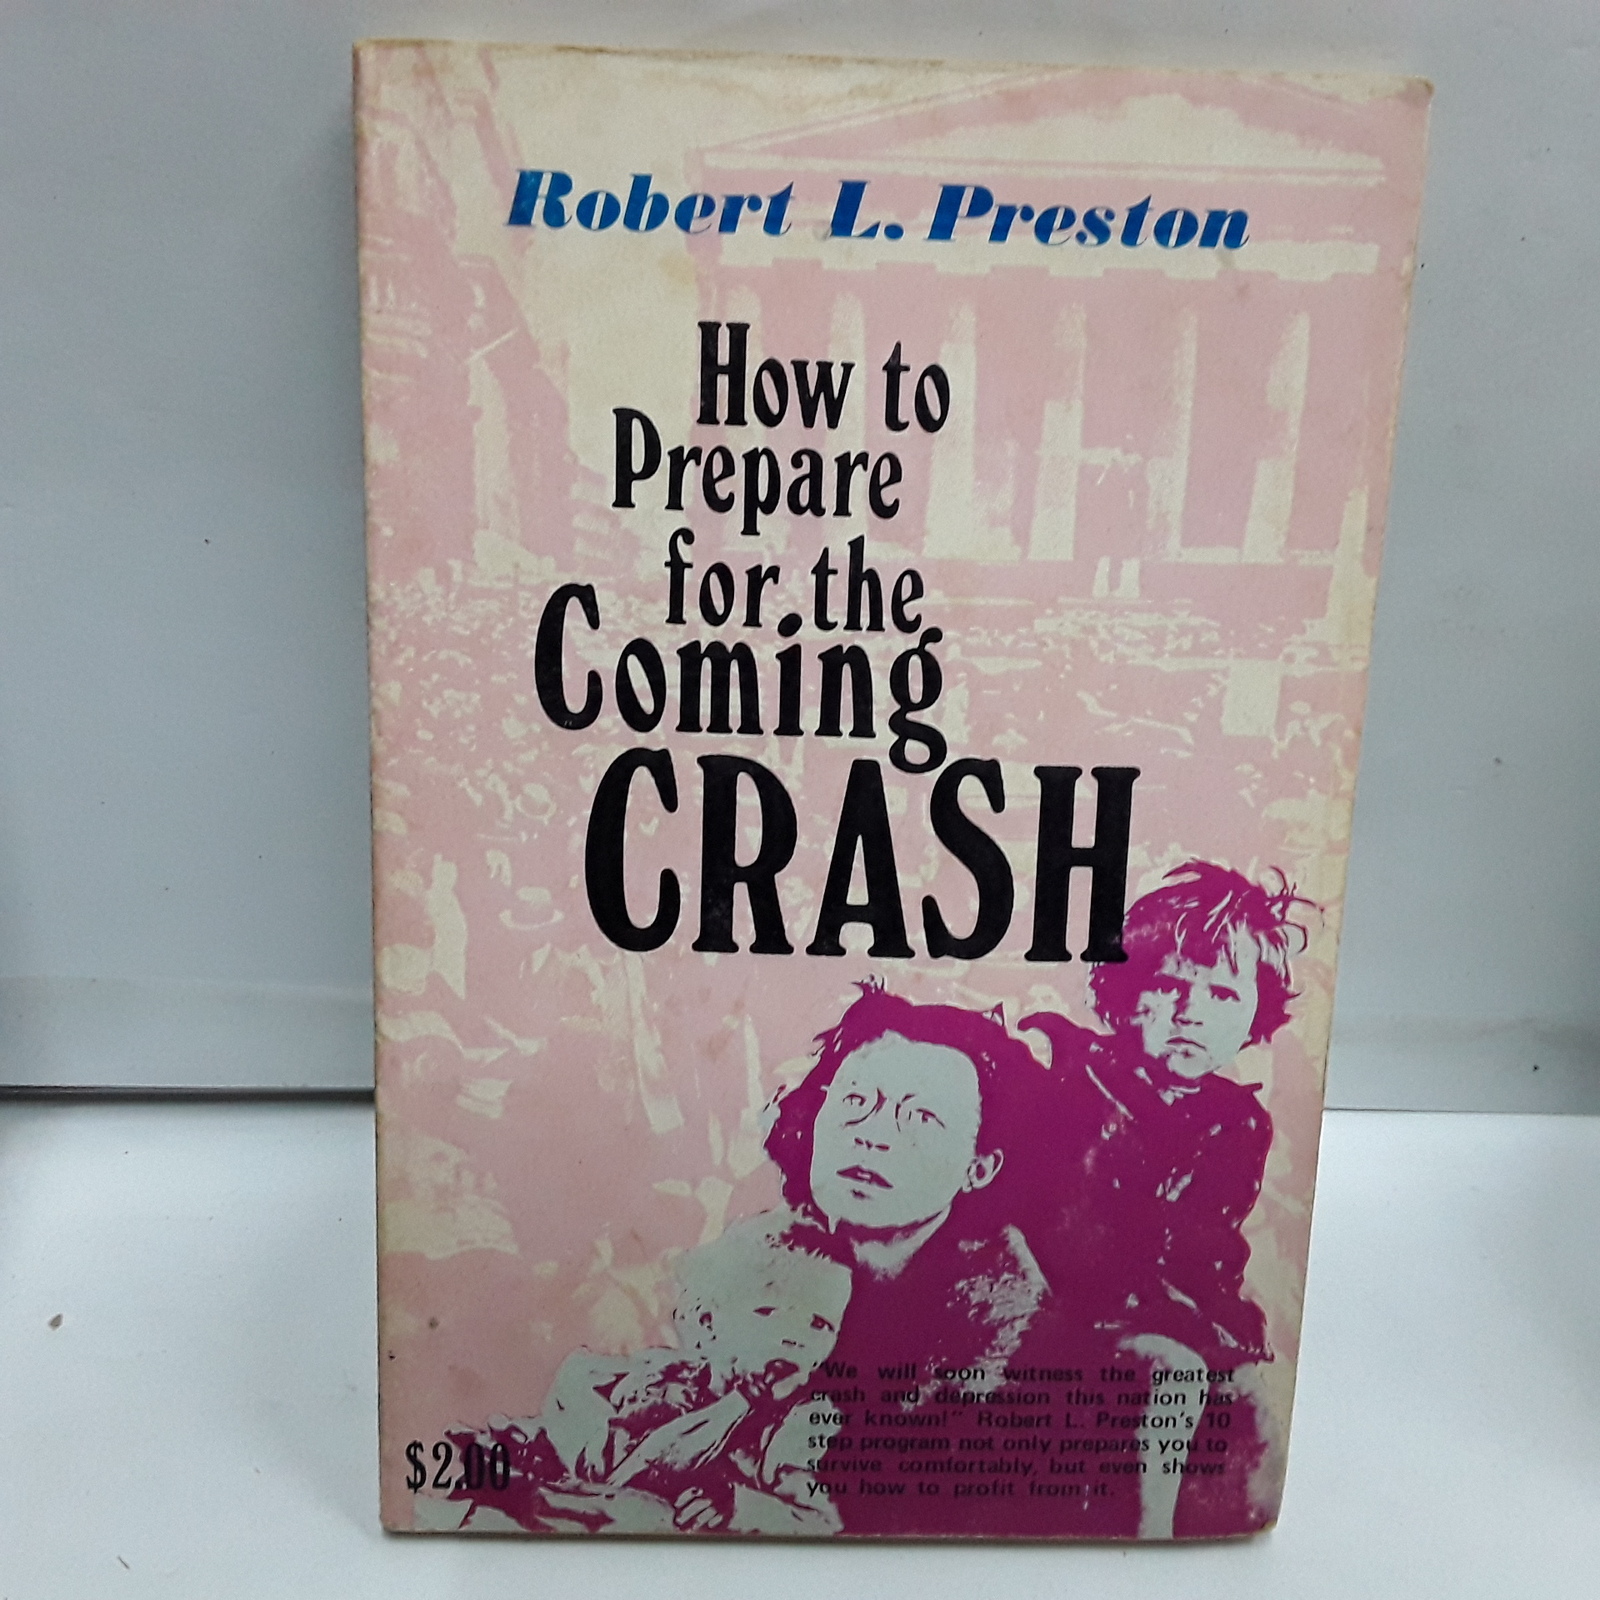 Robert L. Preston
How to
Prepare
for the
Coming
CRASH
"We will soon witness the greatest
crash and depression this nation has
ever known!" Robert L. Preston's 10
step program not only prepares you to
survive comfortably, but even shows
you how to profit from it.
$2.00